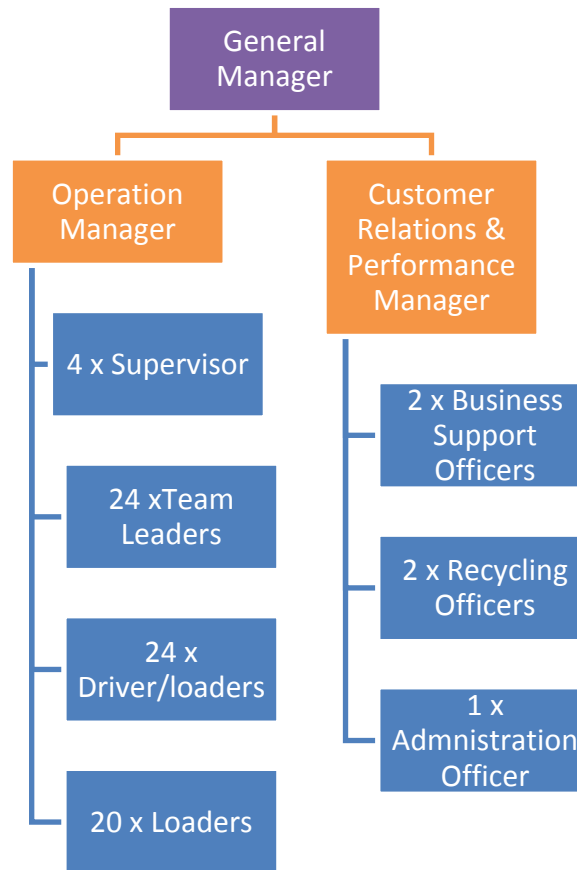 General
Manager
Operation
Manager
Customer
Relations &
Performance
Manager
4 x Supervisor
24 xTeam
Leaders
24 x
Driver/loaders
20 x Loaders
2 x Business
Support
Officers
2 x Recycling
Officers
1 x
Admnistration
Officer